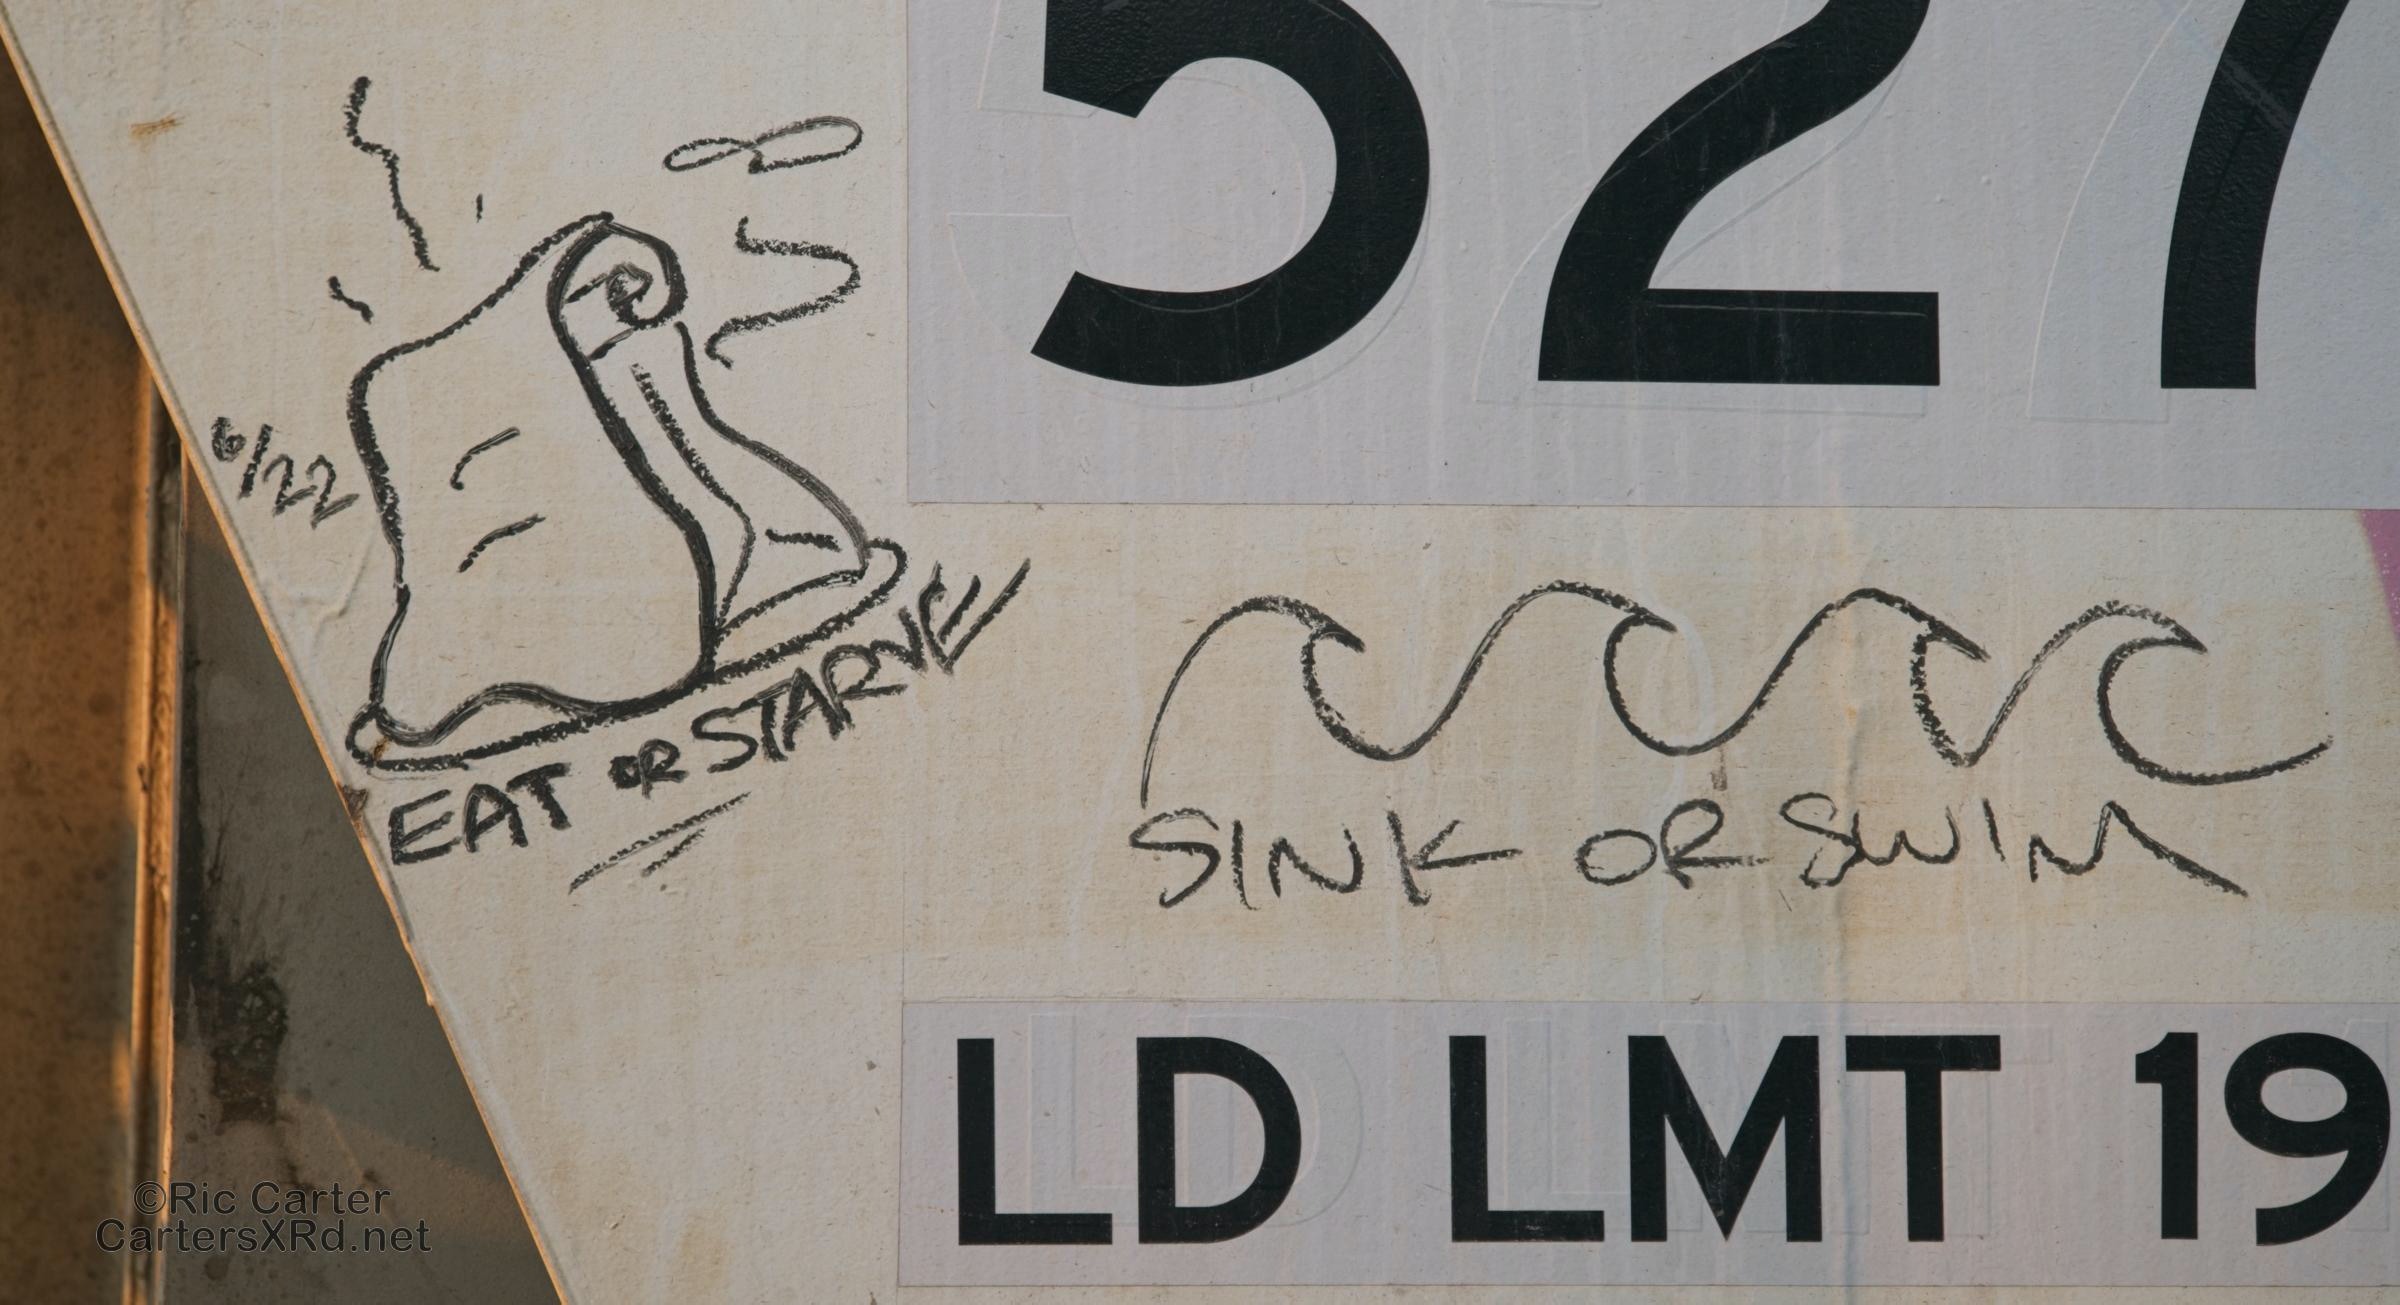 527
6/22
EAT OR STARVE
SINK OR SWIM
LD LMT 19
©Ric Carter
CartersXRd.net